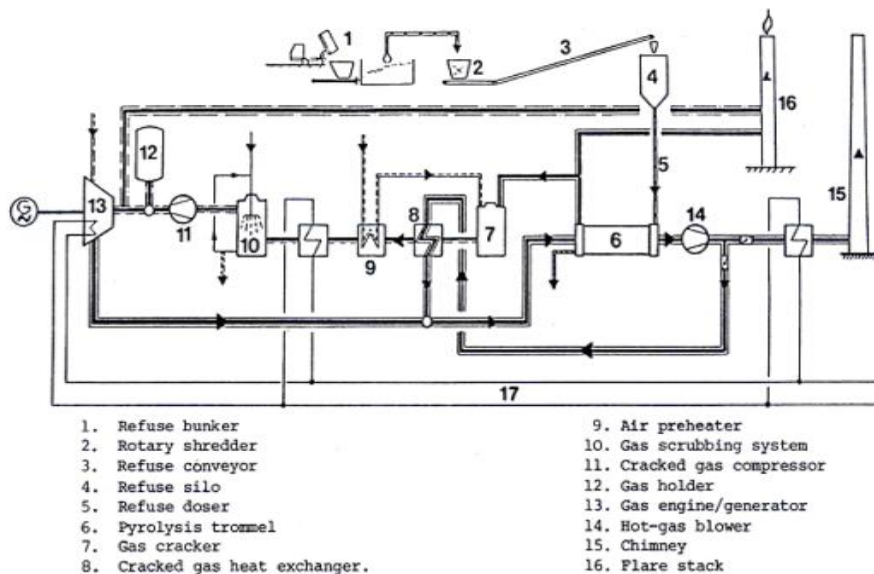 1
2
3
4
16
12
5
13
8
14
15
11
10
9
7
6
17
1. Refuse bunker
2. Rotary shredder
3. Refuse conveyor
4. Refuse silo
5. Refuse doser
6. Pyrolysis trommel
7. Gas cracker
8. Cracked gas heat exchanger.
9. Air preheater
10. Gas scrubbing system
11. Cracked gas compressor
12. Gas holder
13. Gas engine/generator
14. Hot-gas blower
15. Chimney
16. Flare stack